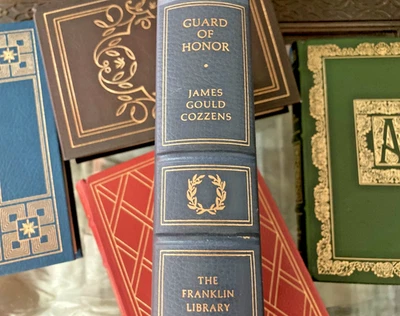 GUARD
OF
HONOR
JAMES
GOULD
COZZENS
THE
FRANKLIN
LIBRARY
A